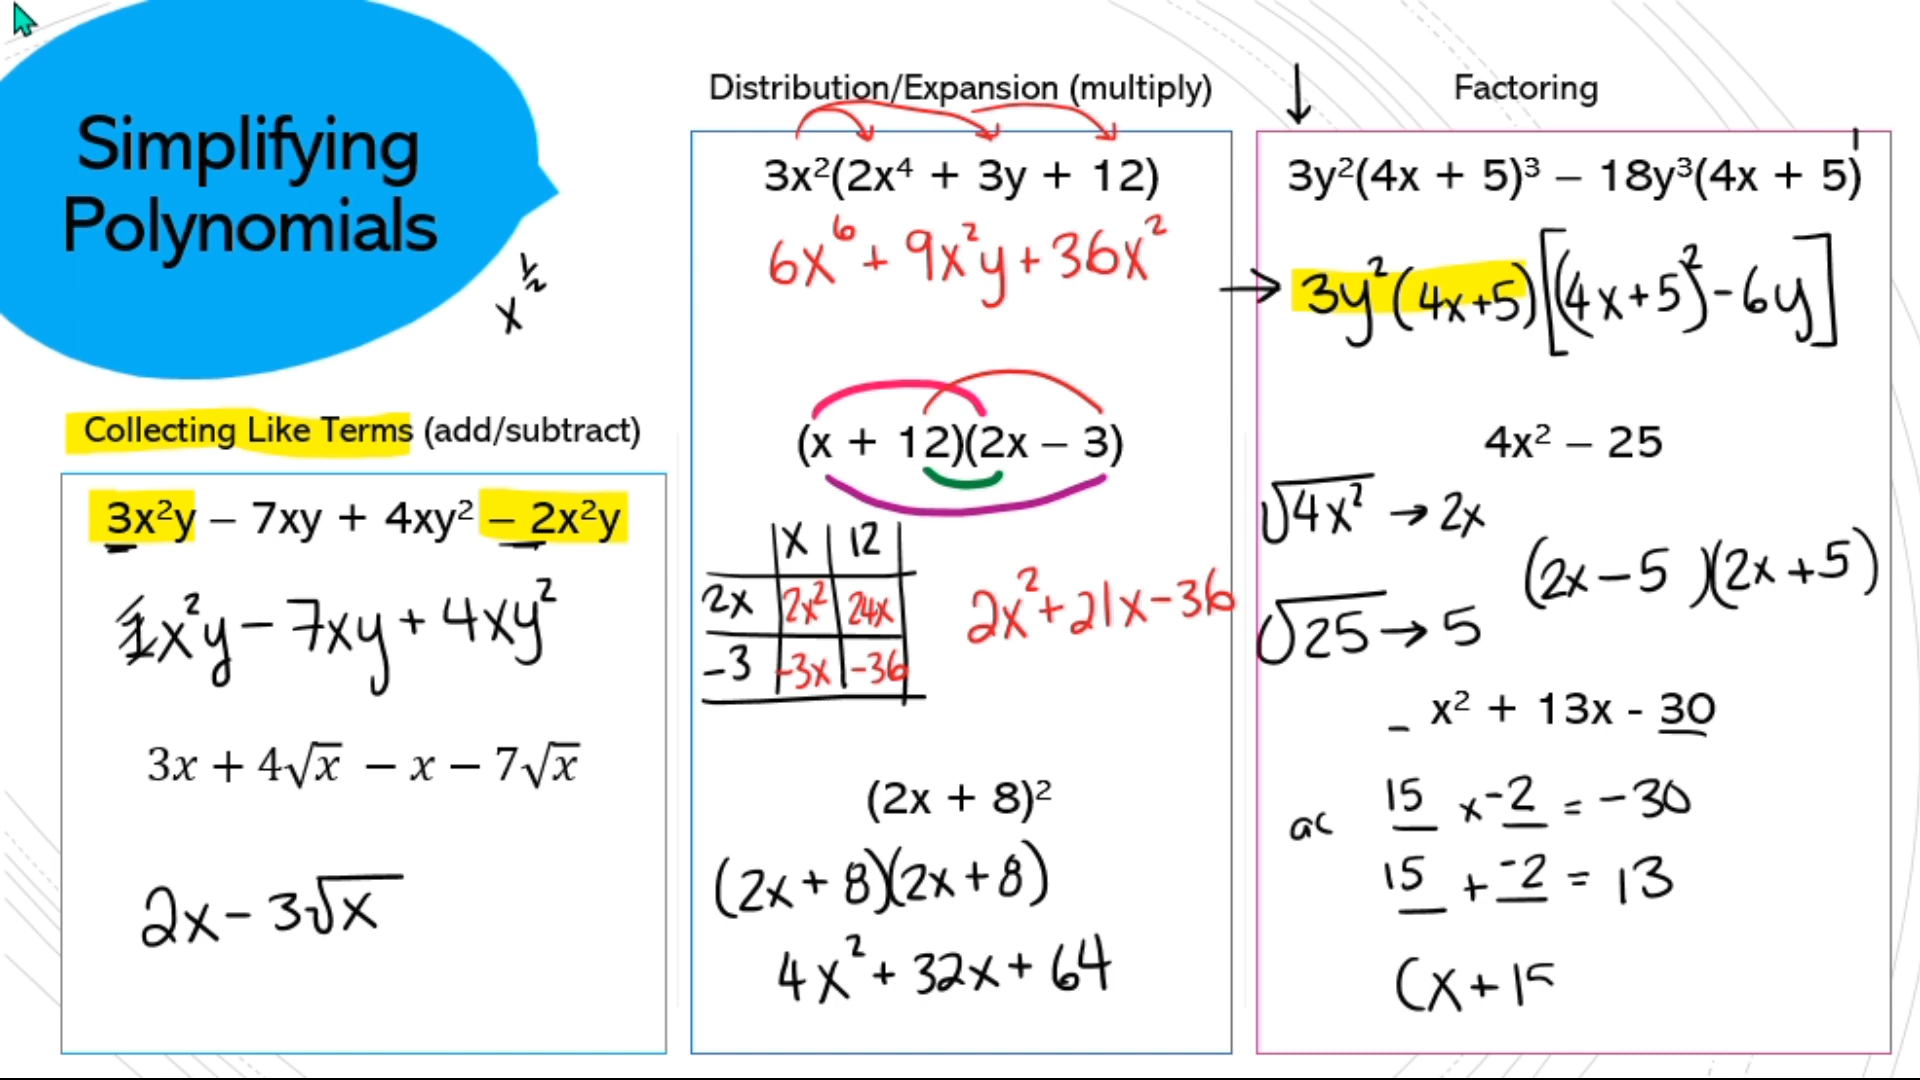 Simplifying
Polynomials
x^½
Collecting Like Terms (add/subtract)
3x²y – 7xy + 4xy² – 2x²y
1x²y – 7xy + 4xy²
3x + 4√x – x – 7√x
2x – 3√x
Distribution/Expansion (multiply)
3x²(2x⁴ + 3y + 12)
6x⁶ + 9x²y + 36x²
(x + 12)(2x – 3)
x 12
2x 2x² 24x
–3 –3x –36
2x² + 21x – 36
(2x + 8)²
(2x + 8)(2x + 8)
4x² + 32x + 64
Factoring
3y²(4x + 5)³ – 18y³(4x + 5)¹
3y²(4x+5)[(4x+5)² – 6y]
4x² – 25
√4x² → 2x
(2x – 5)(2x + 5)
√25 → 5
x² + 13x - 30
ac 15 x -2 = -30
15 + -2 = 13
(x + 15